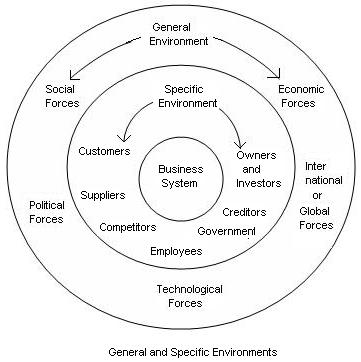 General
Environment
Social
Forces
Economic
Forces
Specific
Environment
Customers
Owners
and
Investors
Business
System
Inter
national
or
Global
Forces
Suppliers
Political
Forces
Creditors
Competitors
Government
Employees
Technological
Forces
General and Specific Environments